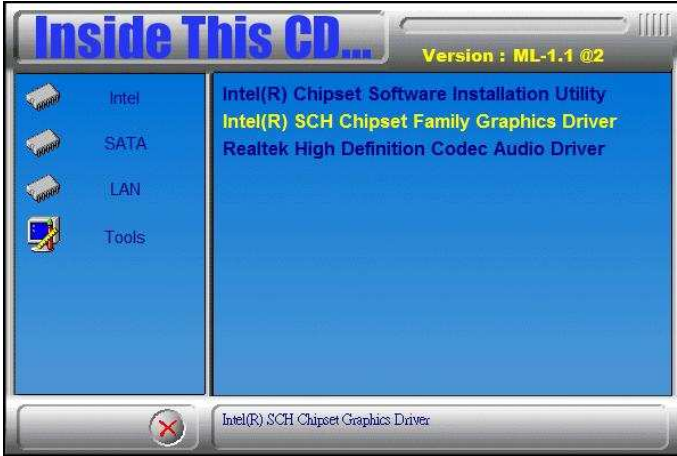 Inside This CD...
Version : ML-1.1 @2
Intel
SATA
LAN
Tools
Intel(R) Chipset Software Installation Utility
Intel(R) SCH Chipset Family Graphics Driver
Realtek High Definition Codec Audio Driver
Intel(R) SCH Chipset Graphics Driver